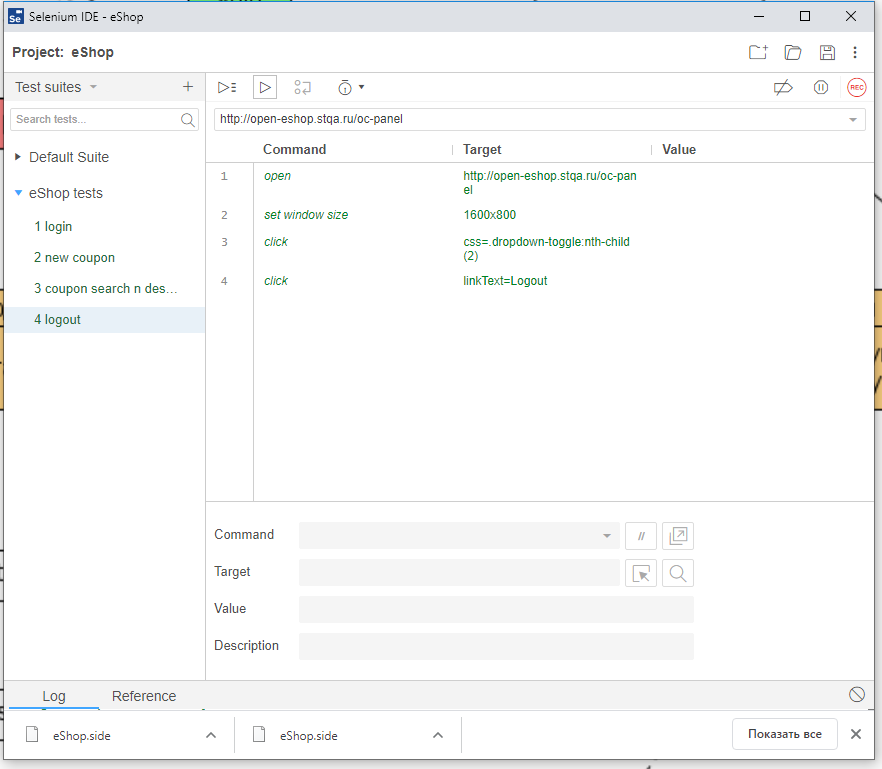 Se Selenium IDE - eShop
Project: eShop
Test suites
Search tests...
Default Suite
eShop tests
1 login
2 new coupon
3 coupon search n des…
4 logout
REC
http://open-eshop.stqa.ru/oc-panel
Command Target Value
1 open http://open-eshop.stqa.ru/oc-pan
el
2 set window size 1600x800
3 click css=.dropdown-toggle:nth-child
(2)
4 click linkText=Logout
Command //
Target
Value
Description
Log Reference
eShop.side eShop.side Показать все